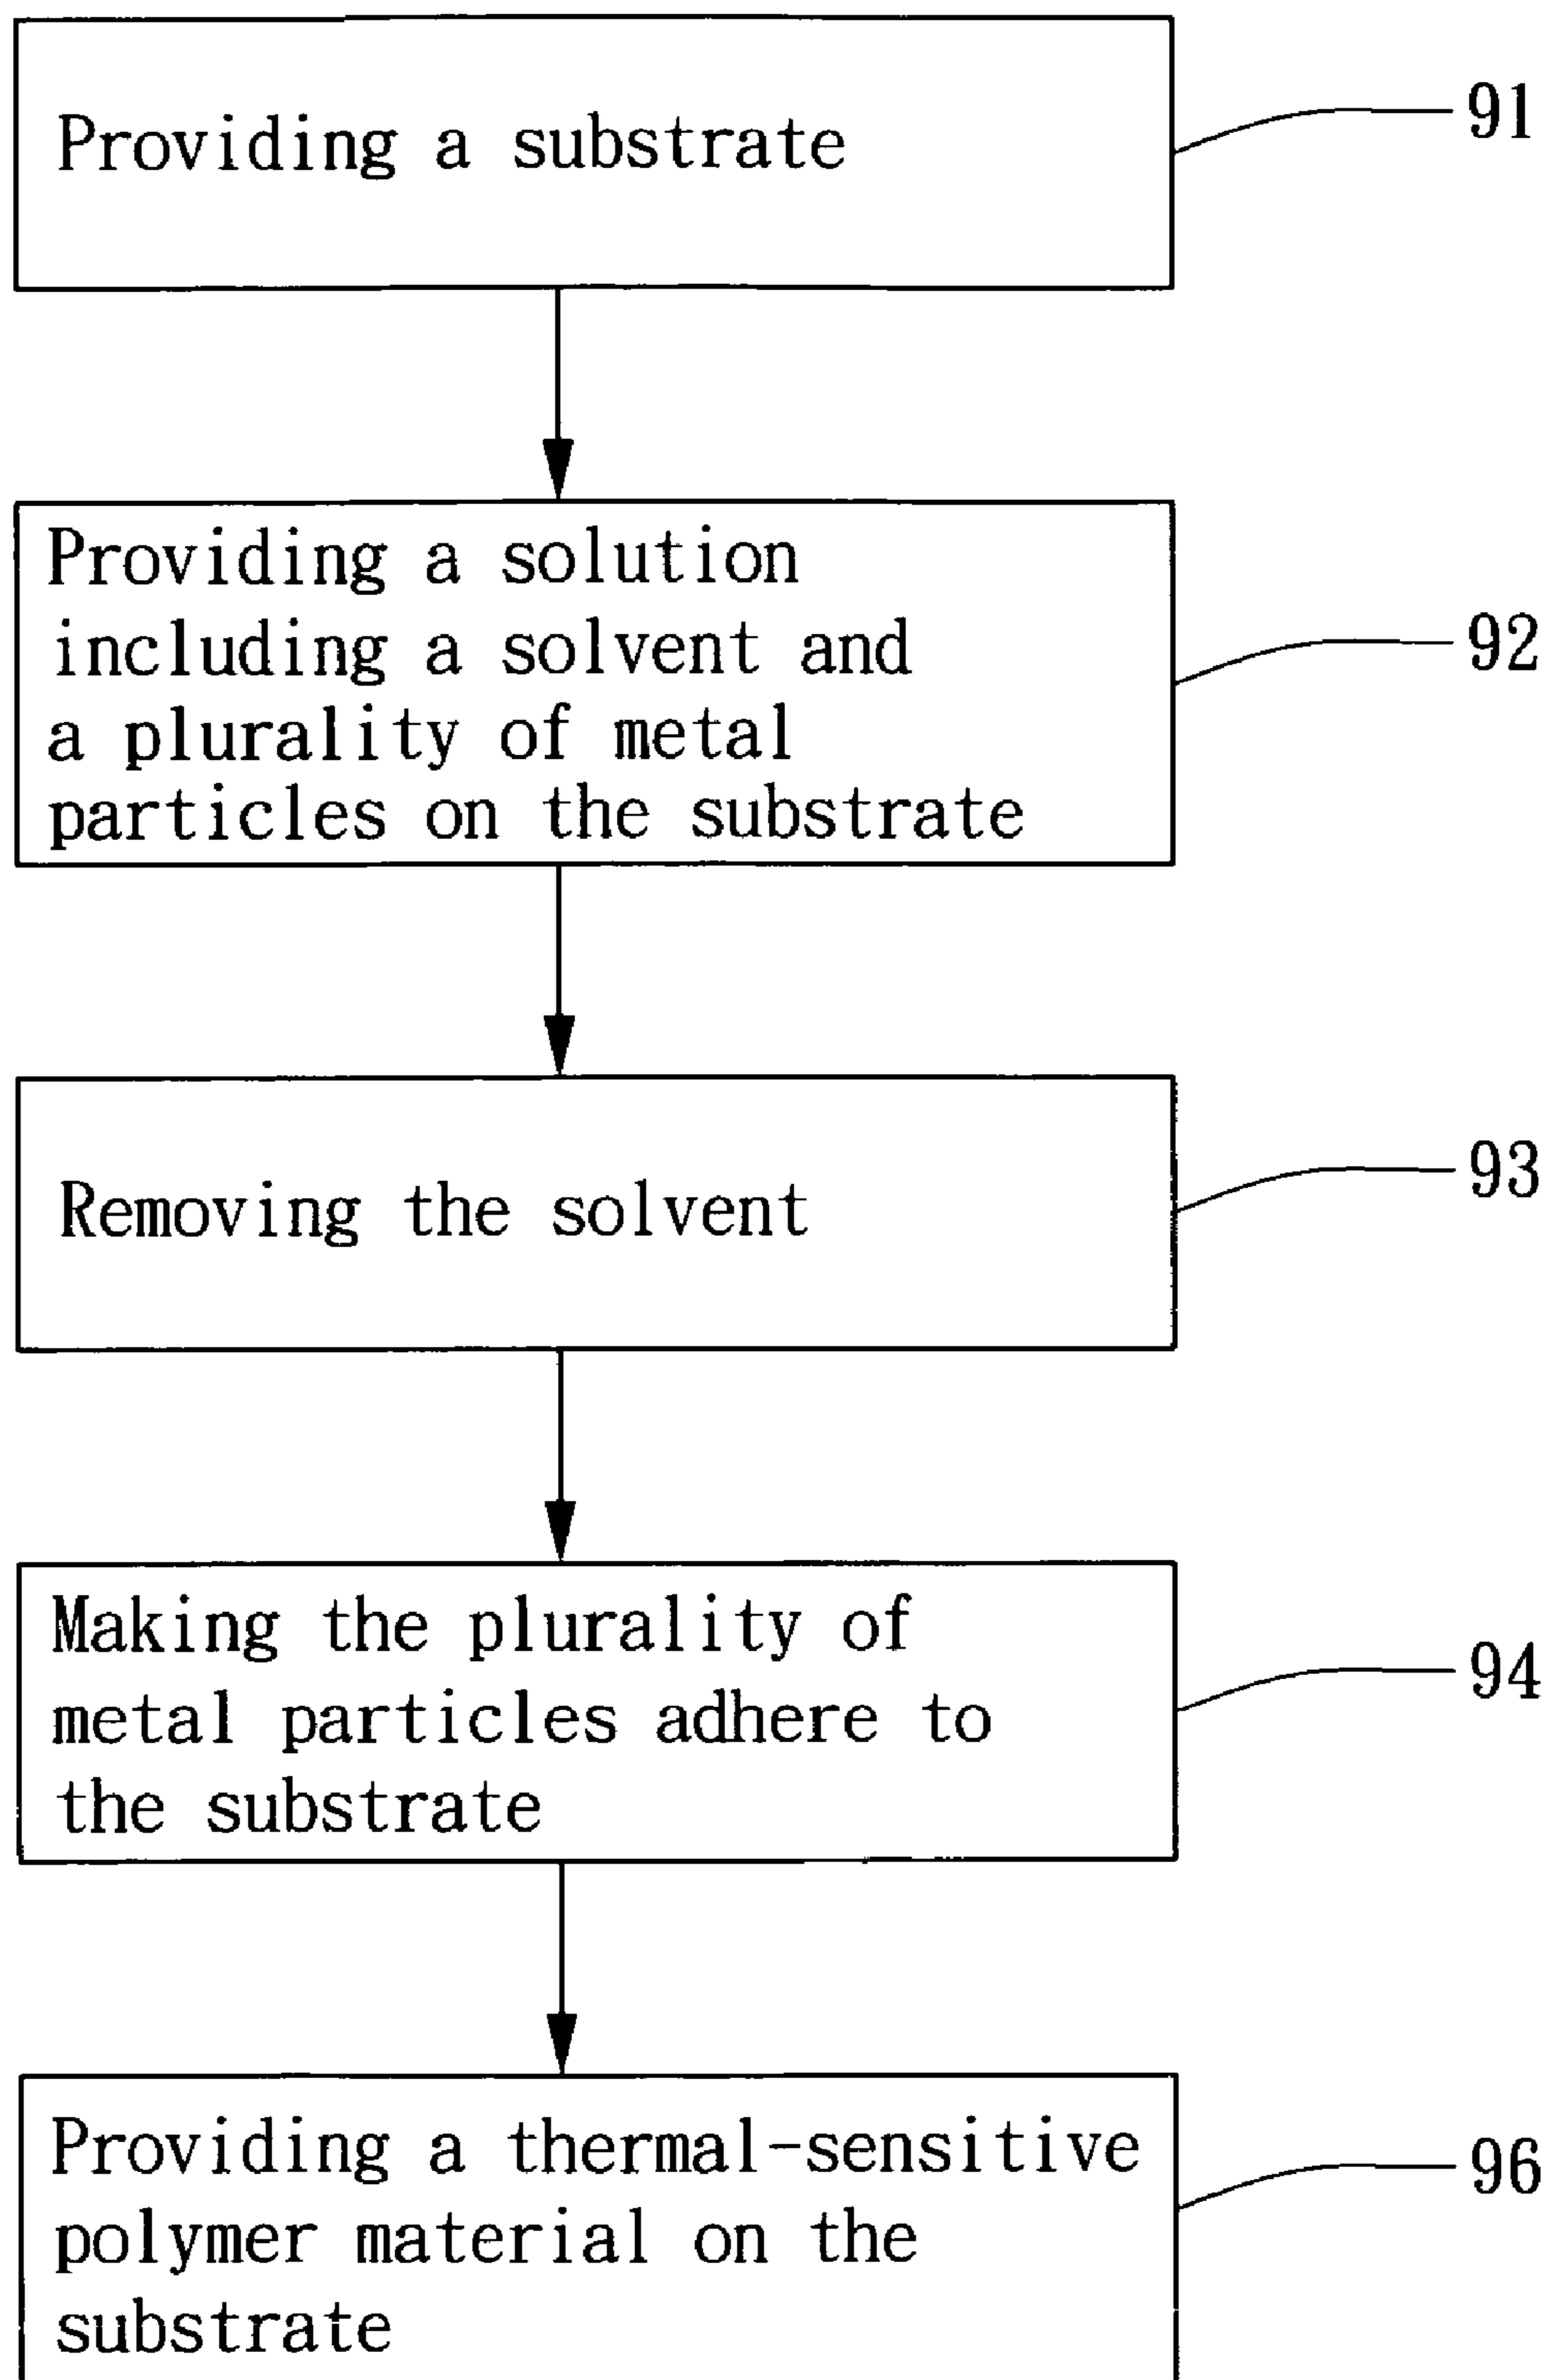 Providing a substrate
91
Providing a solution
including a solvent and
a plurality of metal
particles on the substrate
92
Removing the solvent
93
Making the plurality of
metal particles adhere to
the substrate
94
Providing a thermal-sensitive
polymer material on the
substrate
96